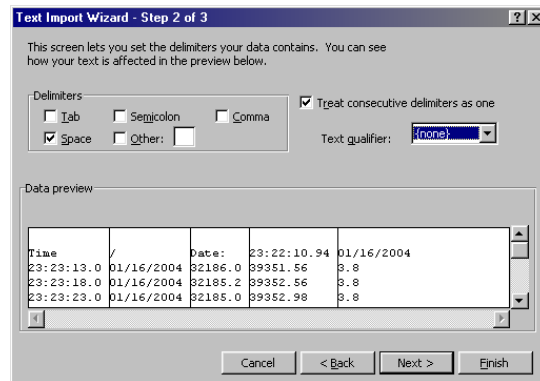 Text Import Wizard - Step 2 of 3
This screen lets you set the delimiters your data contains. You can see
how your text is affected in the preview below.
Delimiters
Tab Semicolon Comma
Space Other:
Treat consecutive delimiters as one
Text qualifier: {none}
Data preview
Time / Date: 23:22:10.94 01/16/2004
23:23:13.0 01/16/2004 32186.0 39351.56 3.8
23:23:18.0 01/16/2004 32185.2 39352.56 3.8
23:23:23.0 01/16/2004 32185.0 39352.98 3.8
Cancel < Back Next > Finish